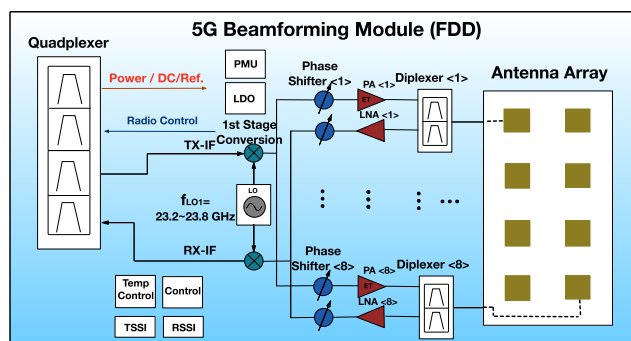 5G Beamforming Module (FDD)
Quadplexer
Power / DC/Ref.
Radio Control
TX-IF
RX-IF
PMU
LDO
1st Stage
Conversion
LO
fLO1=
23.2~23.8 GHz
Phase
Shifter <1>
PA <1>
ET
LNA <1>
Diplexer <1>
Antenna Array
Phase
Shifter <8>
PA <8>
ET
LNA <8>
Diplexer <8>
Temp
Control
Control
TSSI
RSSI